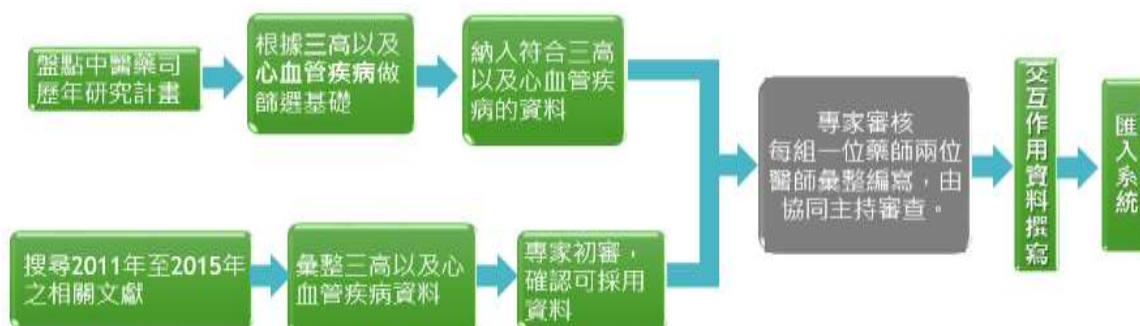 盤點中醫藥司
歷年研究計畫
根據三高以及
心血管疾病做
篩選基礎
納入符合三高
以及心血管疾
病的資料
搜尋2011年至2015年
之相關文獻
彙整三高以及心
血管疾病資料
專家初審，
確認可採用
資料
專家審核
每組一位藥師兩位
醫師彙整編寫，由
協同主持審查。
交互作用資料撰寫
匯入系統